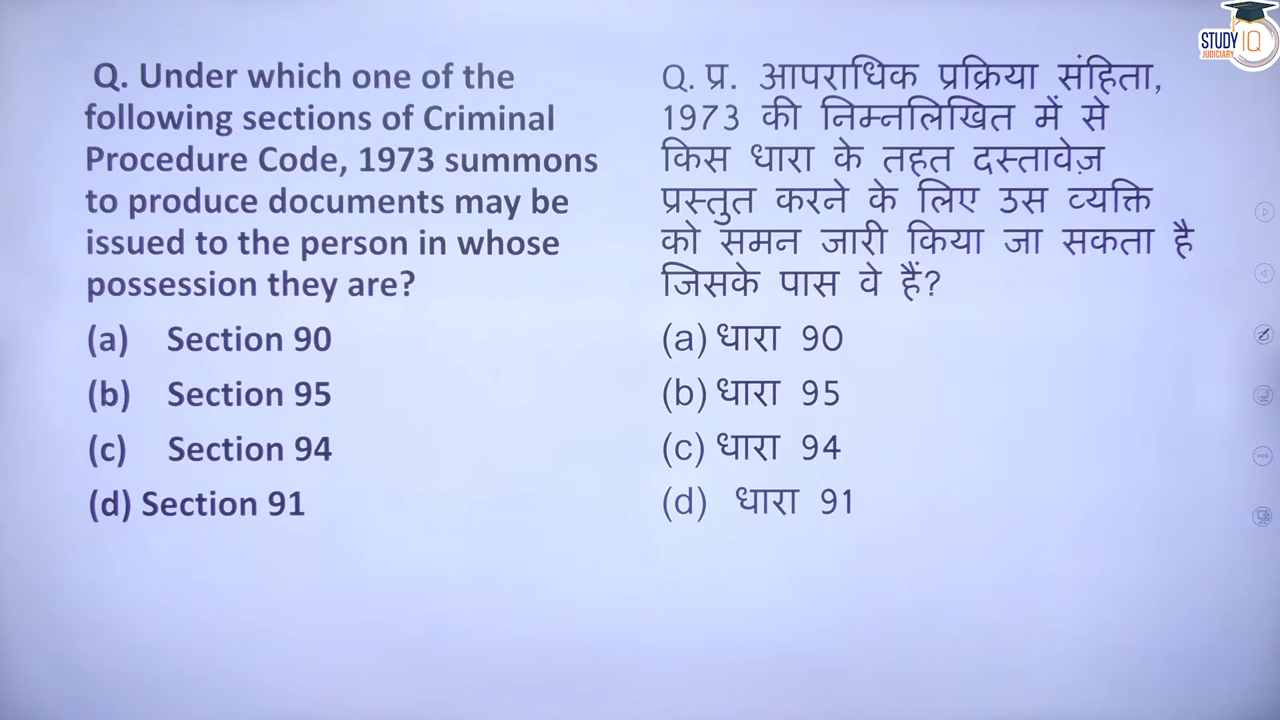 STUDY IQ
JUDICIARY
Q. Under which one of the
following sections of Criminal
Procedure Code, 1973 summons
to produce documents may be
issued to the person in whose
possession they are?
(a) Section 90
(b) Section 95
(c) Section 94
(d) Section 91
Q. प्र. आपराधिक प्रक्रिया संहिता,
1973 की निम्नलिखित में से
किस धारा के तहत दस्तावेज़
प्रस्तुत करने के लिए उस व्यक्ति
को समन जारी किया जा सकता है
जिसके पास वे हैं?
(a) धारा 90
(b) धारा 95
(c) धारा 94
(d) धारा 91